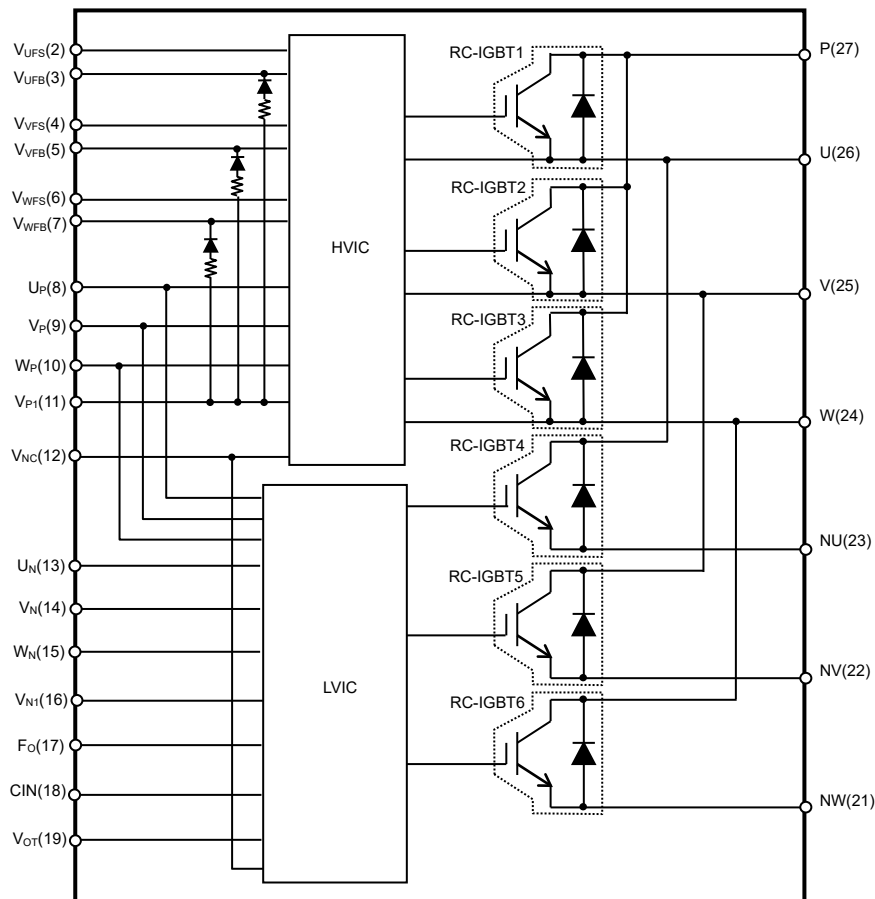 VUFS(2)
VUFB(3)
VVFS(4)
VVFB(5)
VWFS(6)
VWFB(7)
UP(8)
VP(9)
WP(10)
VP1(11)
VNC(12)
UN(13)
VN(14)
WN(15)
VN1(16)
FO(17)
CIN(18)
VOT(19)
HVIC
LVIC
RC-IGBT1
RC-IGBT2
RC-IGBT3
RC-IGBT4
RC-IGBT5
RC-IGBT6
P(27)
U(26)
V(25)
W(24)
NU(23)
NV(22)
NW(21)